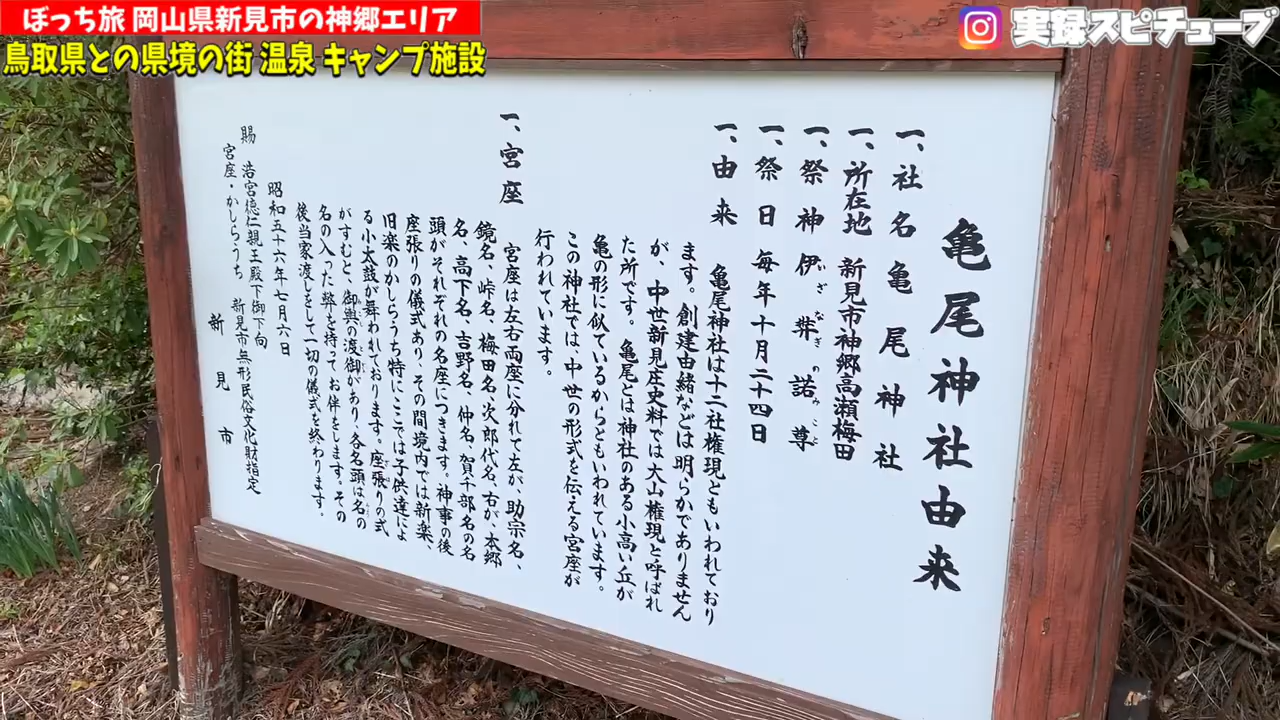 ぼっち旅 岡山県新見市の神郷エリア
鳥取県との県境の街 温泉 キャンプ施設
実録スピチューブ
亀尾神社由来
一、社名 亀尾神社
一、所在地 新見市神郷高瀬梅田
一、祭神 伊弉諾尊
いざなぎのみこと
一、祭日 毎年十月二十四日
一、由来
亀尾神社は十二社権現ともいわれており
ます。創建由緒などは明らかでありません
が、中世新見庄史料では大山権現と呼ばれ
た所です。亀尾とは神社のある小高い丘が
亀の形に似ているからともいわれています。
この神社では、中世の形式を伝える宮座が
行われています。
一、宮座
宮座は左右両座に分れて左が、助宗名、
鏡名、峠名、梅田名、次郎代名、右が、本郷
名、高下名、吉野名、仲名、賀千部名の名
頭がそれぞれの名座につきます。神事の後
座張りの儀式あり、その間境内では新楽、
旧楽のかしらうち特にここでは子供達によ
る小太鼓が舞われております。座張りの式
がすむと、御輿の渡御があり、各名頭は名の
名の入った幣を持ってお伴をします。その
後当家渡しをして一切の儀式を終わります。
昭和五十六年七月六日
賜 浩宮徳仁親王殿下御下向
宮座・かしらうち 新見市無形民俗文化財指定
新見市